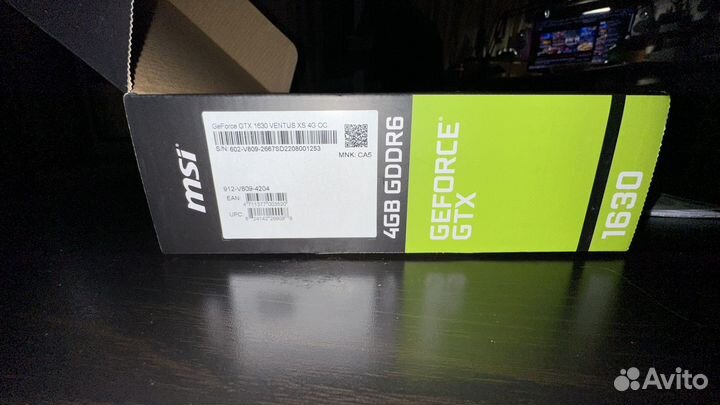 msi
GeForce GTX 1630 VENTUS XS 4G OC
S/N: 602-V809-2667SD2208001253
MNK: CA5
912-V809-4204
EAN:
4711377003520
UPC:
4GB GDDR6
GEFORCE®
GTX
1630
Avito